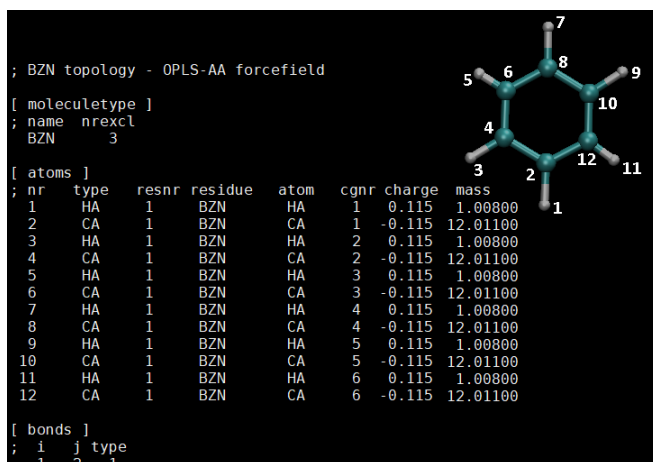 ; BZN topology - OPLS-AA forcefield
[ moleculetype ]
; name nrexcl
BZN 3
[ atoms ]
; nr type resnr residue atom cgnr charge mass
1 HA 1 BZN HA 1 0.115 1.00800
2 CA 1 BZN CA 1 -0.115 12.01100
3 HA 1 BZN HA 2 0.115 1.00800
4 CA 1 BZN CA 2 -0.115 12.01100
5 HA 1 BZN HA 3 0.115 1.00800
6 CA 1 BZN CA 3 -0.115 12.01100
7 HA 1 BZN HA 4 0.115 1.00800
8 CA 1 BZN CA 4 -0.115 12.01100
9 HA 1 BZN HA 5 0.115 1.00800
10 CA 1 BZN CA 5 -0.115 12.01100
11 HA 1 BZN HA 6 0.115 1.00800
12 CA 1 BZN CA 6 -0.115 12.01100
[ bonds ]
; i j type
1 2 1
7
8
9
6
5
10
4
12
11
3
2
1